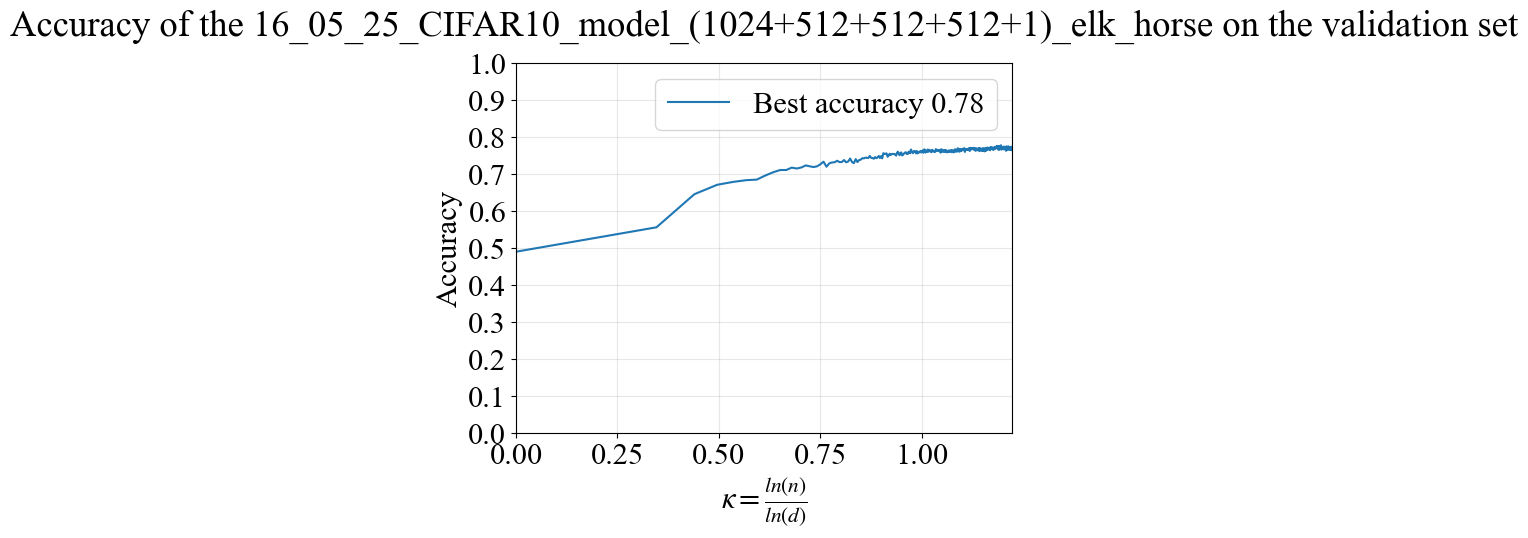 Accuracy of the 16_05_25_CIFAR10_model_(1024+512+512+512+1)_elk_horse on the validation set
Best accuracy 0.78
1.0
0.9
0.8
0.7
0.6
0.5
0.4
0.3
0.2
0.1
0.0
Accuracy
0.00 0.25 0.50 0.75 1.00
κ = ln(n)/ln(d)